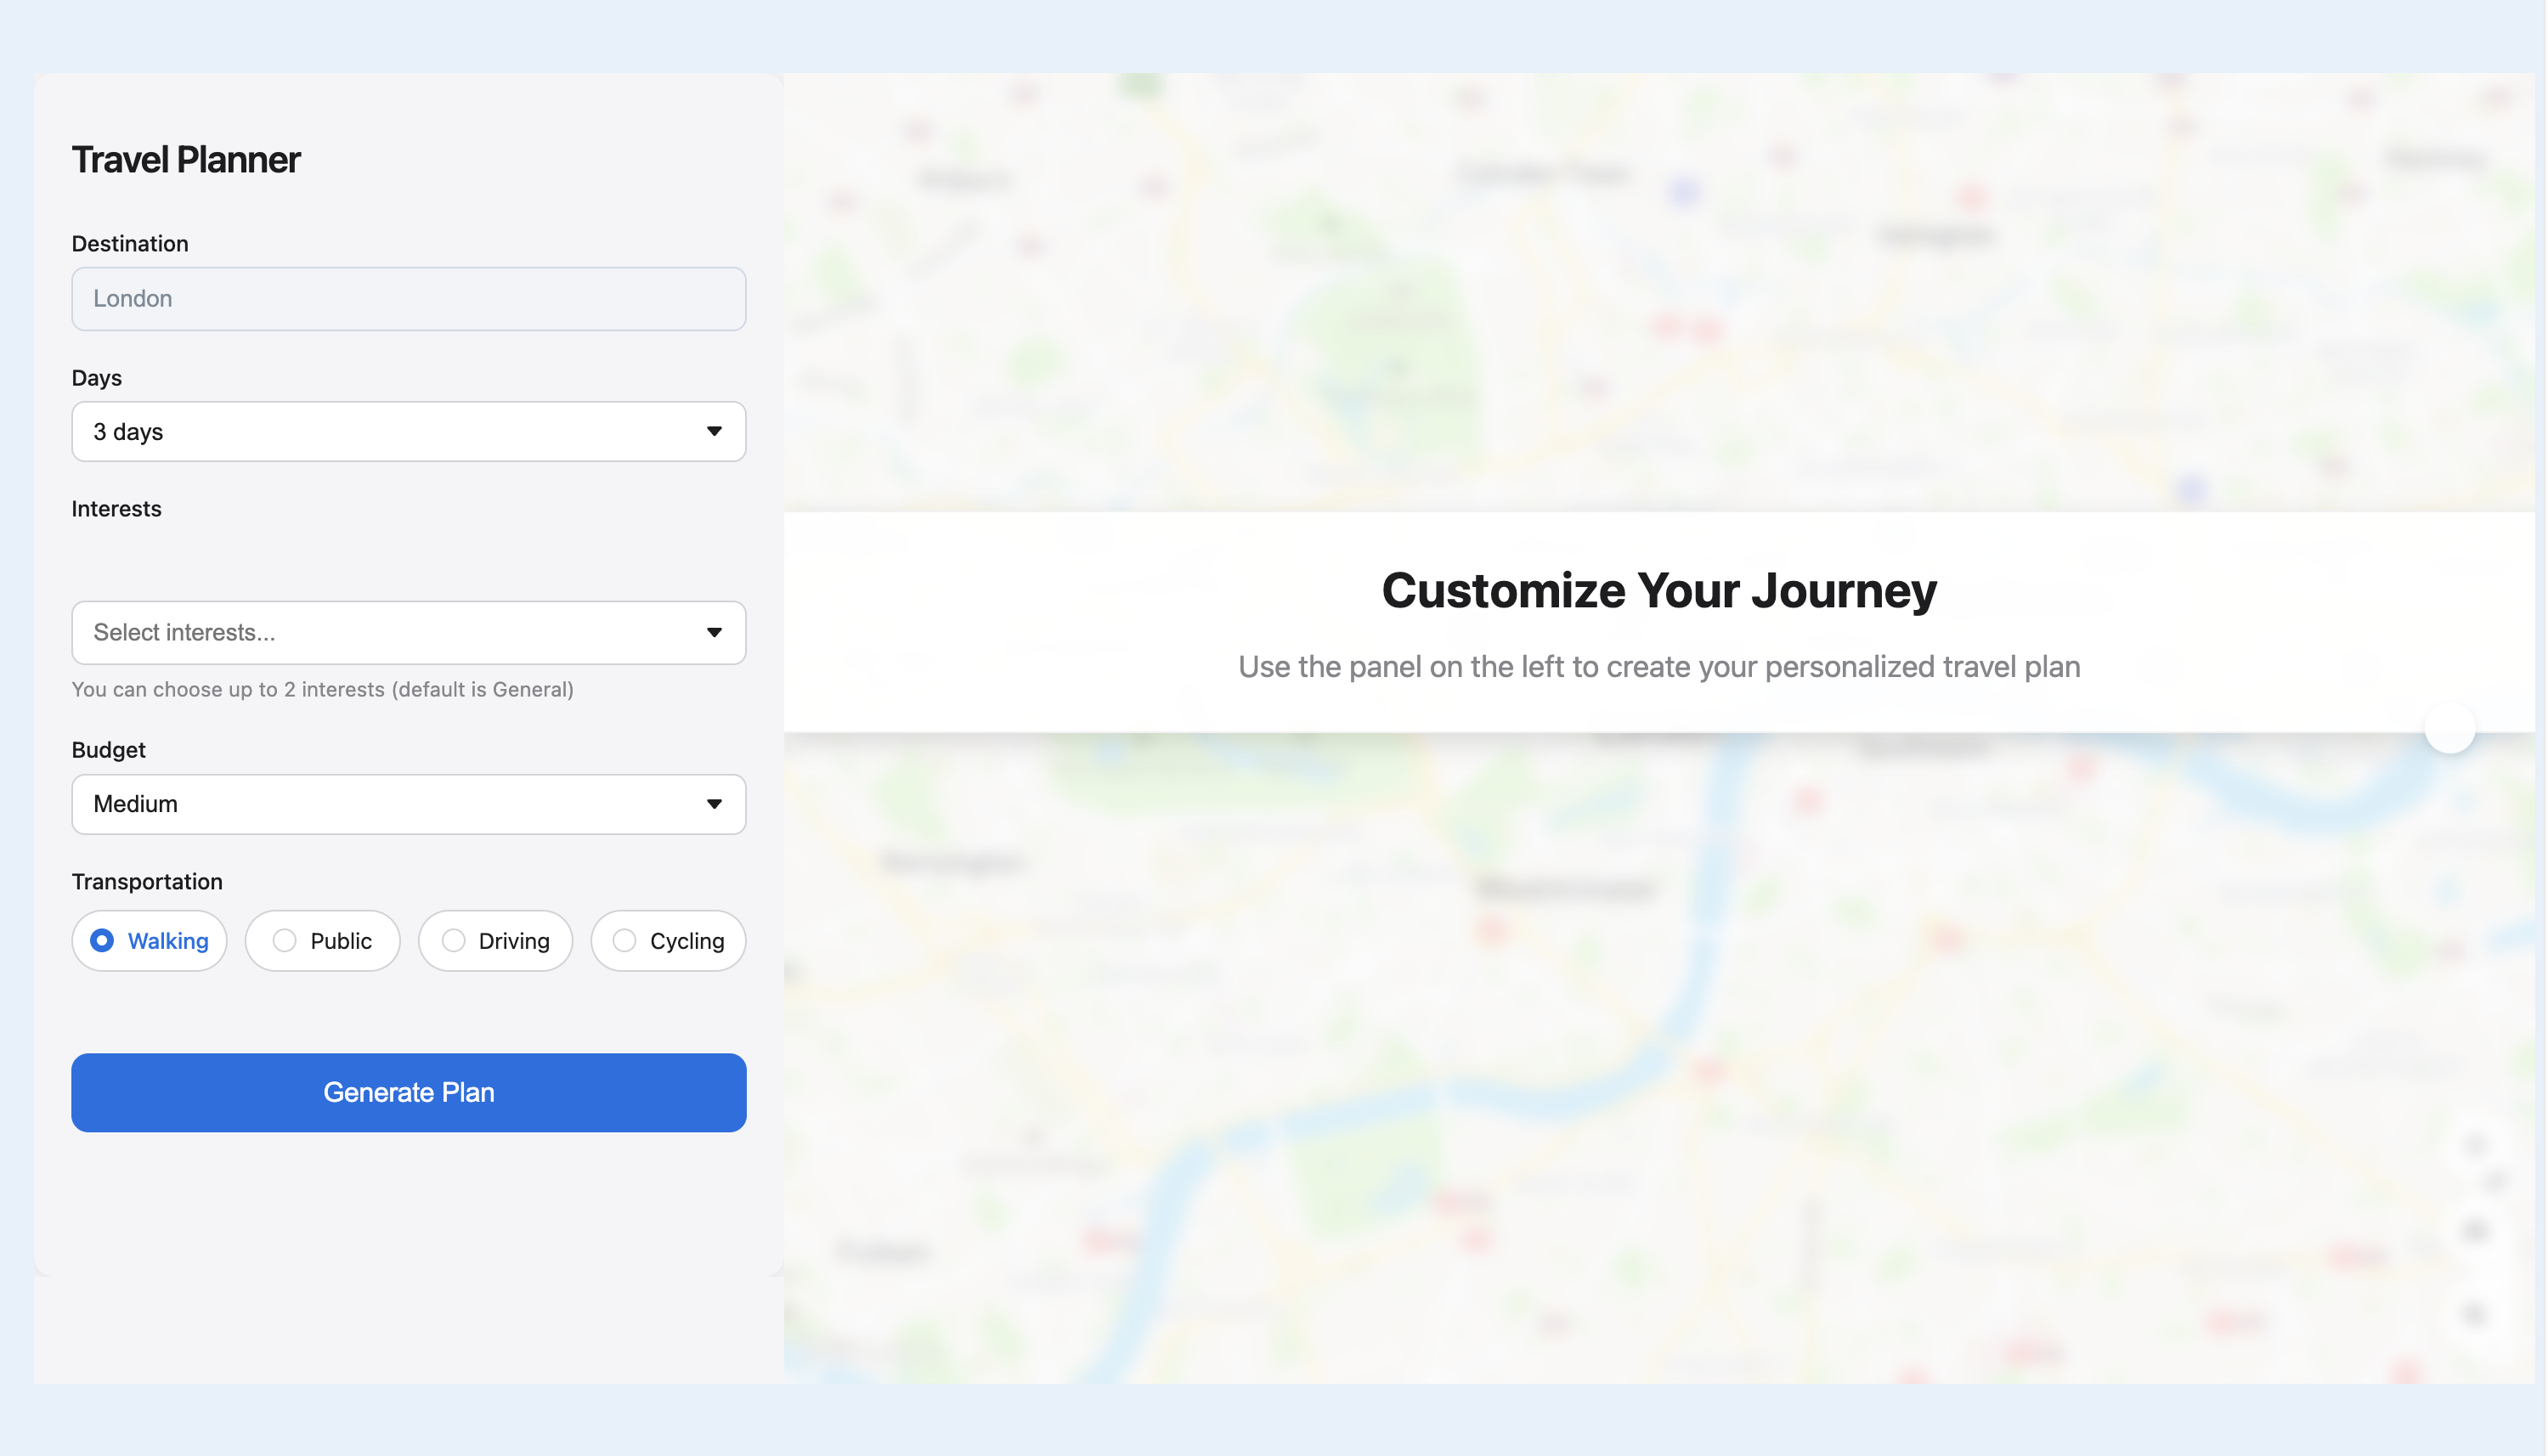 Travel Planner
Destination
London
Days
3 days
Interests
Select interests...
You can choose up to 2 interests (default is General)
Budget
Medium
Transportation
Walking
Public
Driving
Cycling
Generate Plan
Customize Your Journey
Use the panel on the left to create your personalized travel plan